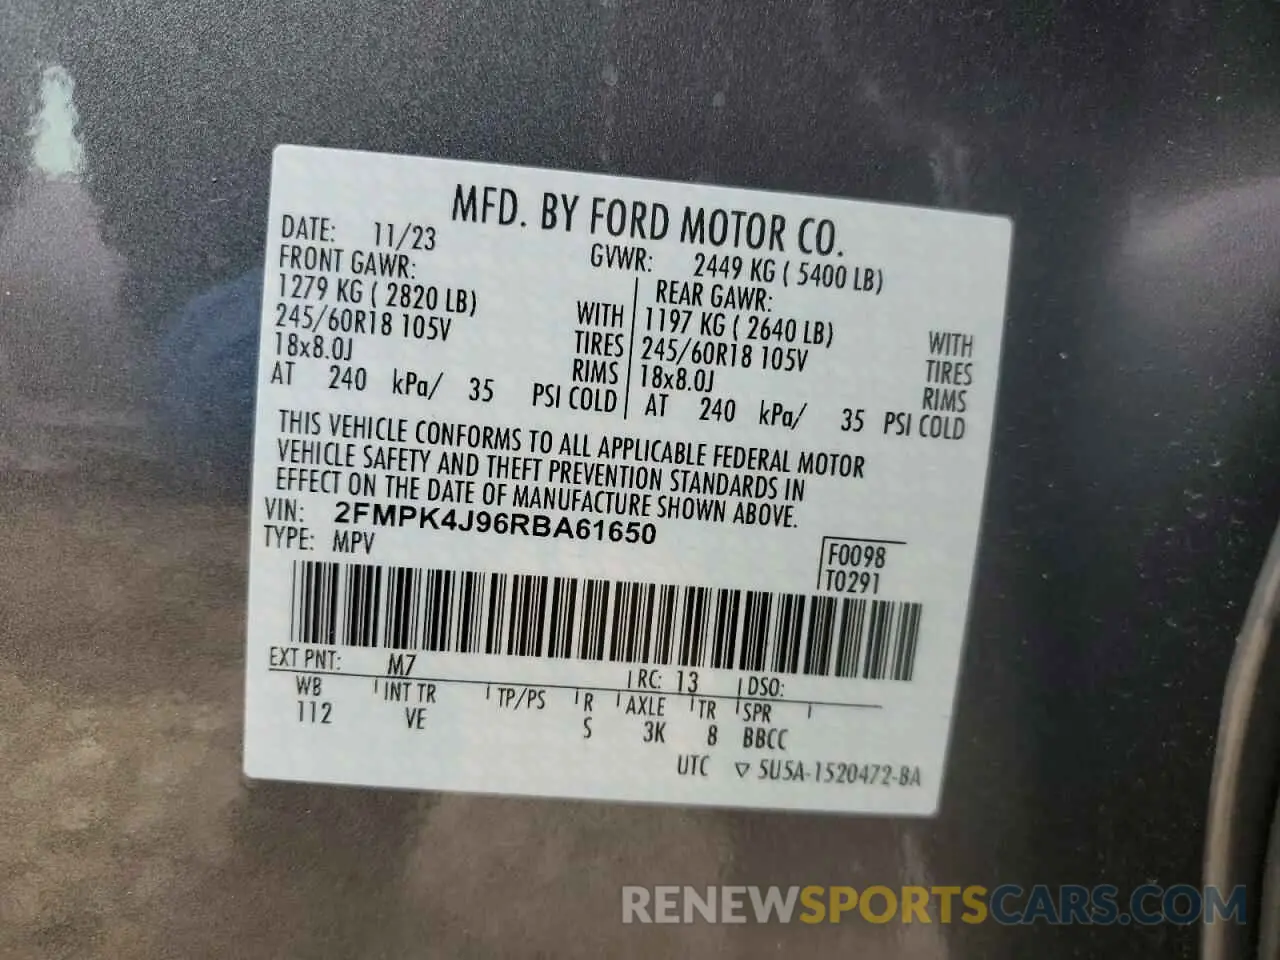 MFD. BY FORD MOTOR CO.
DATE: 11/23 GVWR: 2449 KG ( 5400 LB)
FRONT GAWR: REAR GAWR:
1279 KG ( 2820 LB) WITH 1197 KG ( 2640 LB) WITH
245/60R18 105V TIRES 245/60R18 105V TIRES
18x8.0J RIMS 18x8.0J RIMS
AT 240 kPa/ 35 PSI COLD AT 240 kPa/ 35 PSI COLD
THIS VEHICLE CONFORMS TO ALL APPLICABLE FEDERAL MOTOR
VEHICLE SAFETY AND THEFT PREVENTION STANDARDS IN
EFFECT ON THE DATE OF MANUFACTURE SHOWN ABOVE.
VIN: 2FMPK4J96RBA61650
TYPE: MPV
F0098
T0291
EXT PNT: M7 RC: 13 DSO:
WB INT TR TP/PS R AXLE TR SPR
112 VE S 3K 8 BBCC
UTC ▽ 5U5A-1520472-BA
RENEWSPORTSCARS.COM